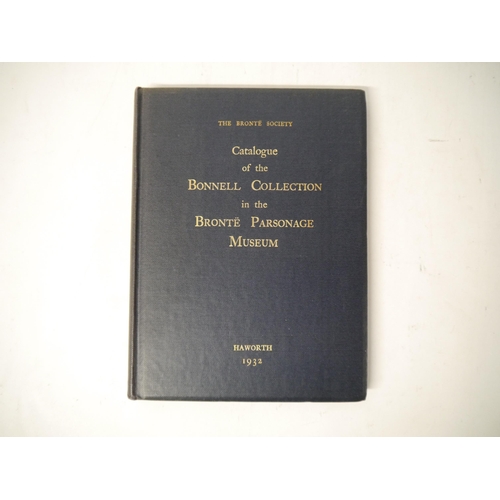 THE BRONTË SOCIETY
Catalogue
of the
BONNELL COLLECTION
in the
BRONTË PARSONAGE
MUSEUM
HAWORTH
1932